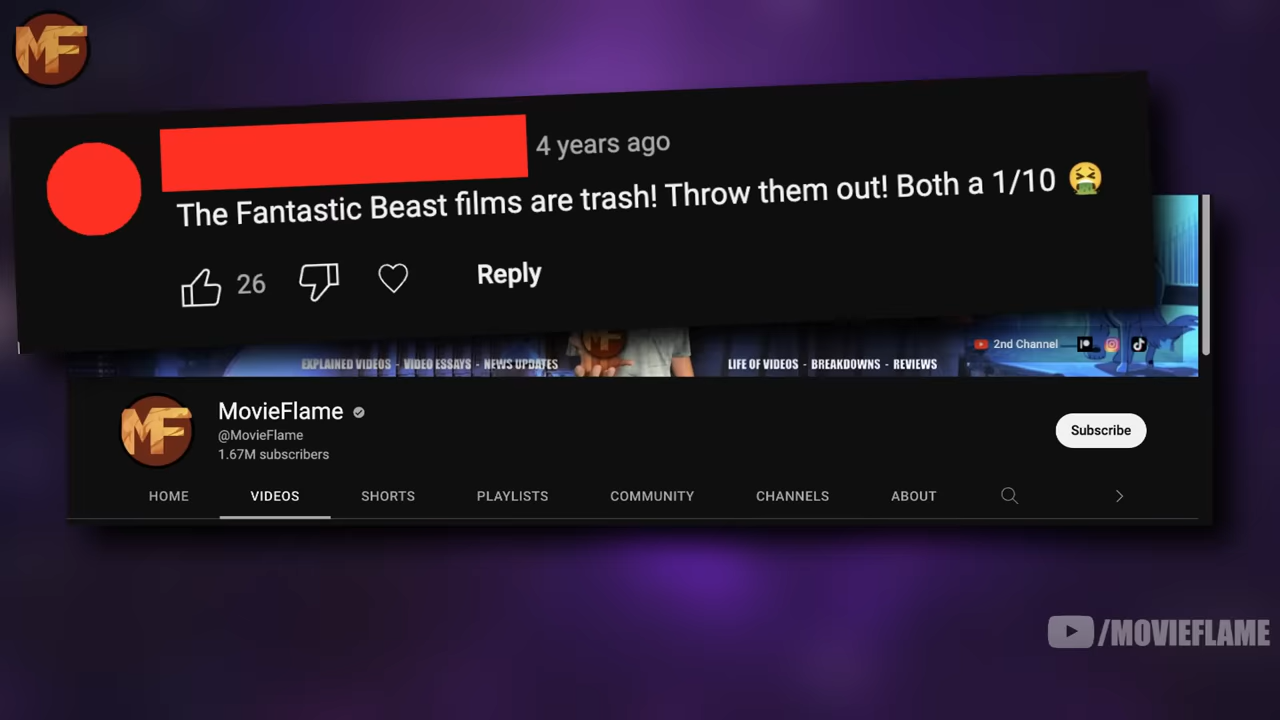 MF
4 years ago
The Fantastic Beast films are trash! Throw them out! Both a 1/10 🤮
26
Reply
2nd Channel
EXPLAINED VIDEOS - VIDEO ESSAYS - NEWS UPDATES
LIFE OF VIDEOS - BREAKDOWNS - REVIEWS
MF
MovieFlame
@MovieFlame
1.67M subscribers
Subscribe
HOME VIDEOS SHORTS PLAYLISTS COMMUNITY CHANNELS ABOUT
/MOVIEFLAME